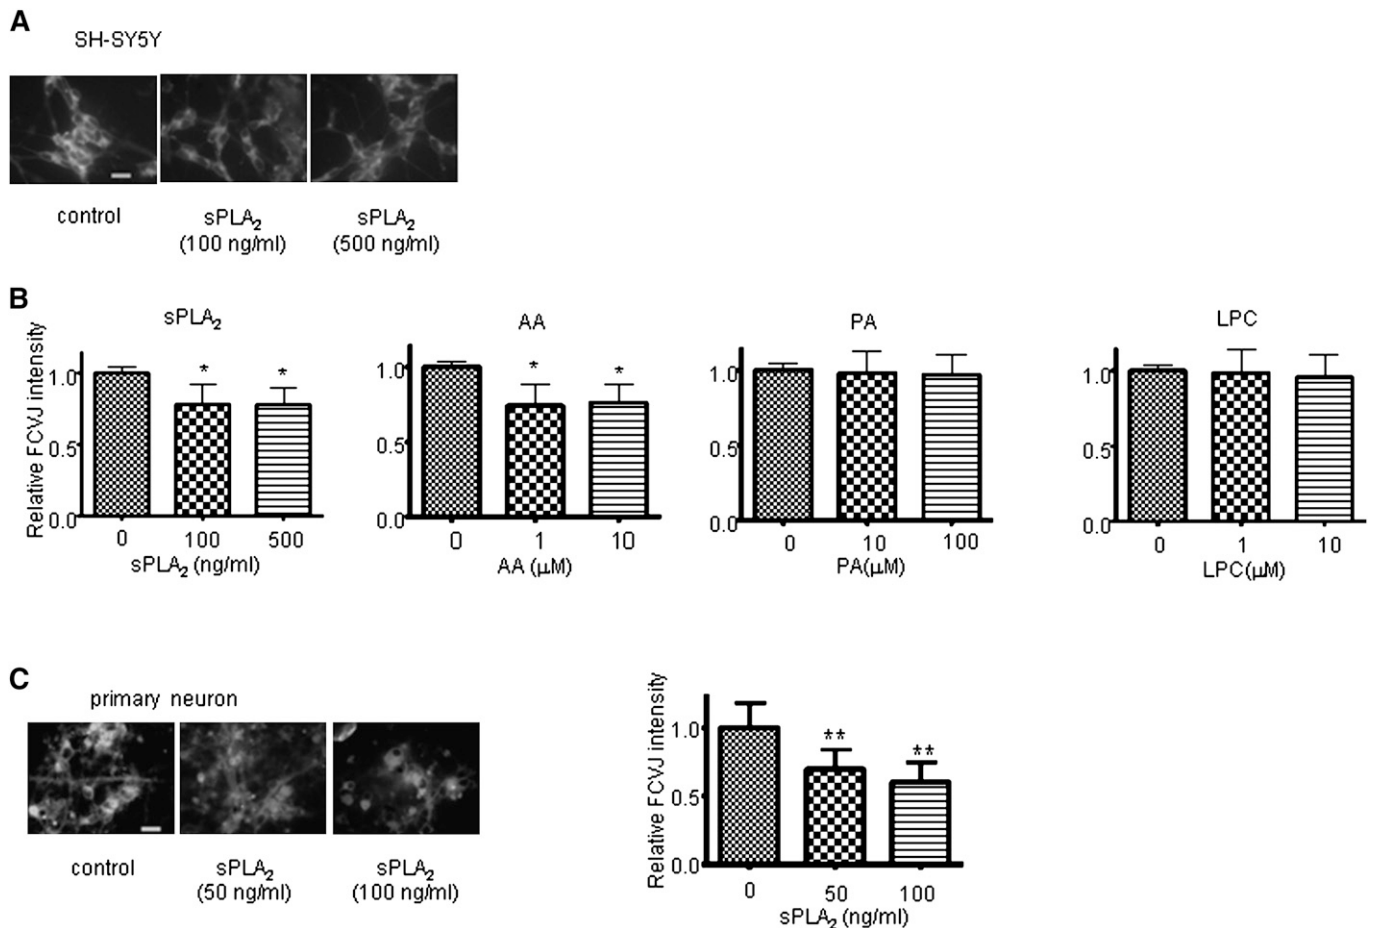 A
SH-SY5Y
control
sPLA2
(100 ng/ml)
sPLA2
(500 ng/ml)
B
sPLA2
Relative FCVJ intensity
1.0
0.5
0.0
*
*
0
100
500
sPLA2 (ng/ml)
AA
1.0
0.5
0.0
*
*
0
1
10
AA (μM)
PA
1.0
0.5
0.0
0
10
100
PA(μM)
LPC
1.0
0.5
0.0
0
1
10
LPC(μM)
C
primary neuron
control
sPLA2
(50 ng/ml)
sPLA2
(100 ng/ml)
Relative FCVJ intensity
1.0
0.5
0.0
**
**
0
50
100
sPLA2 (ng/ml)